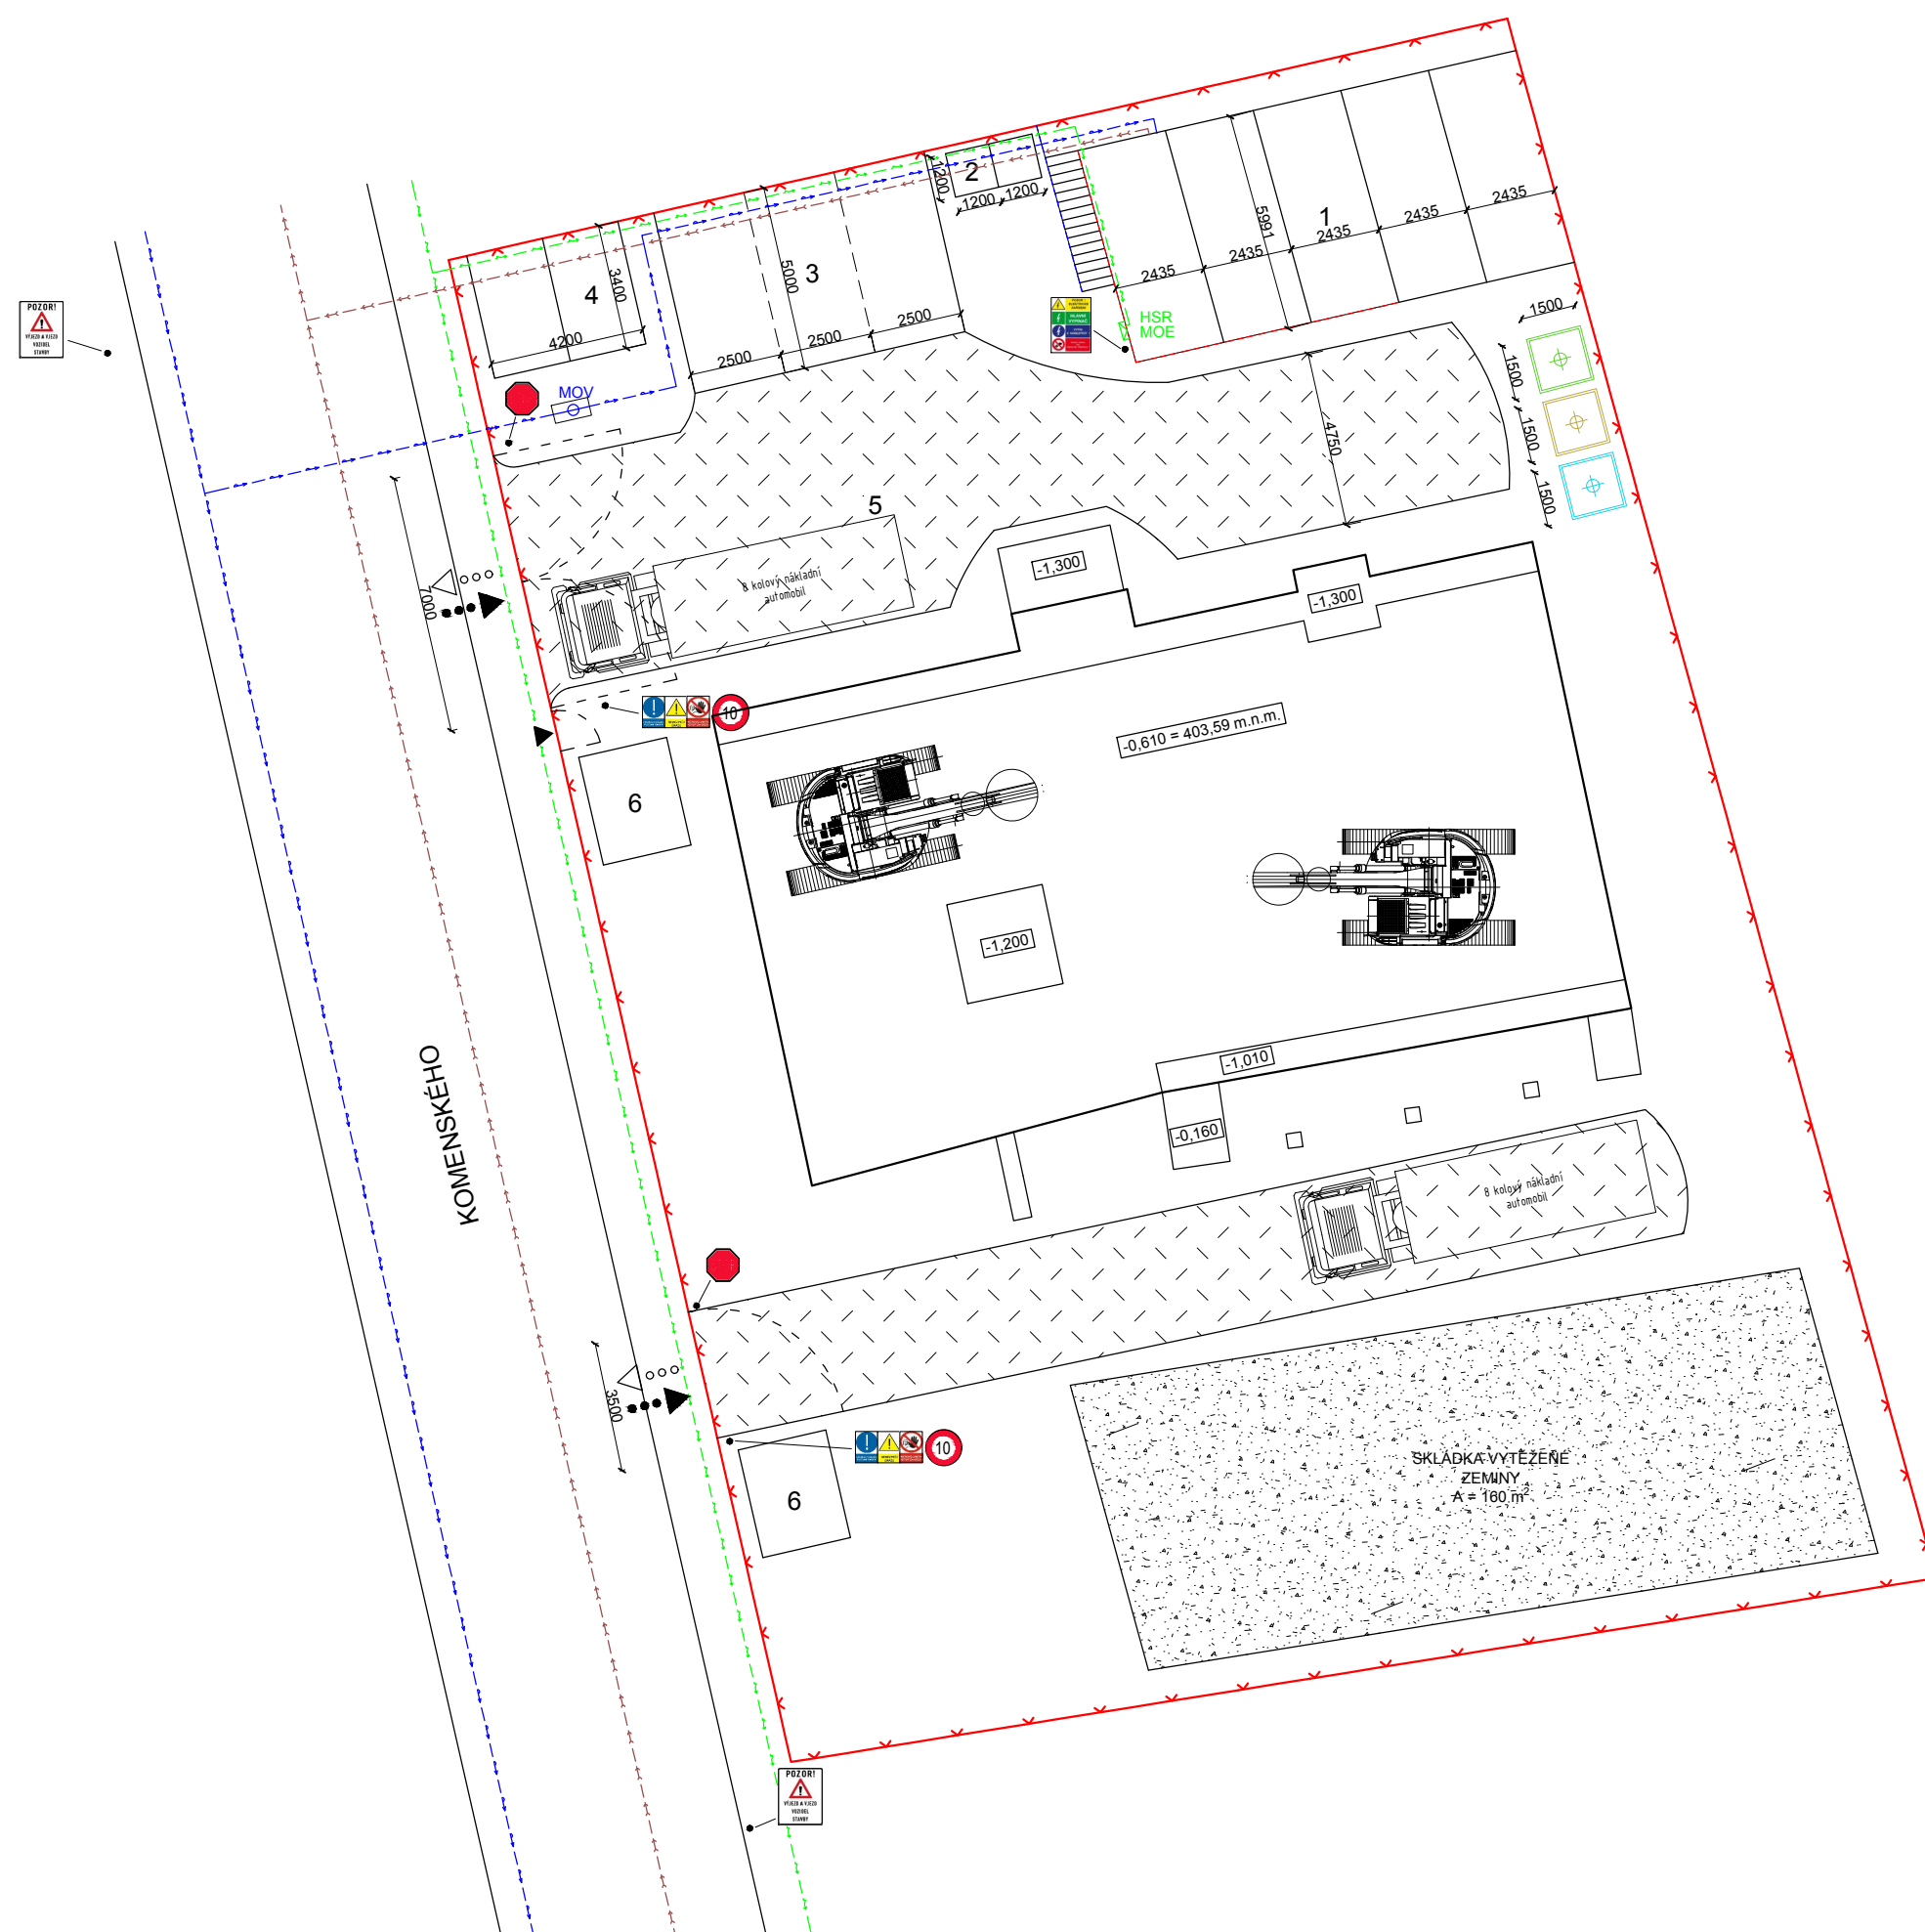 1200
2
1200
1200
5991
1
2435
2435
2435
2435
2435
3
5000
4
3400
4200
2500
2500
2500
POZOR!
VÝJEZD A VJEZD
VOZIDEL
STAVBY
HSR
MOE
1500
1500
1500
1500
MOV
4750
5
-1,300
-1,300
8 kolový nákladní
automobil
7000
10
-0,610 = 403,59 m.n.m.
6
-1,200
KOMENSKÉHO
-1,010
-0,160
8 kolový nákladní
automobil
3500
10
6
SKLÁDKA VYTĚŽENÉ
ZEMINY
A = 160 m²
POZOR!
VÝJEZD A VJEZD
VOZIDEL
STAVBY